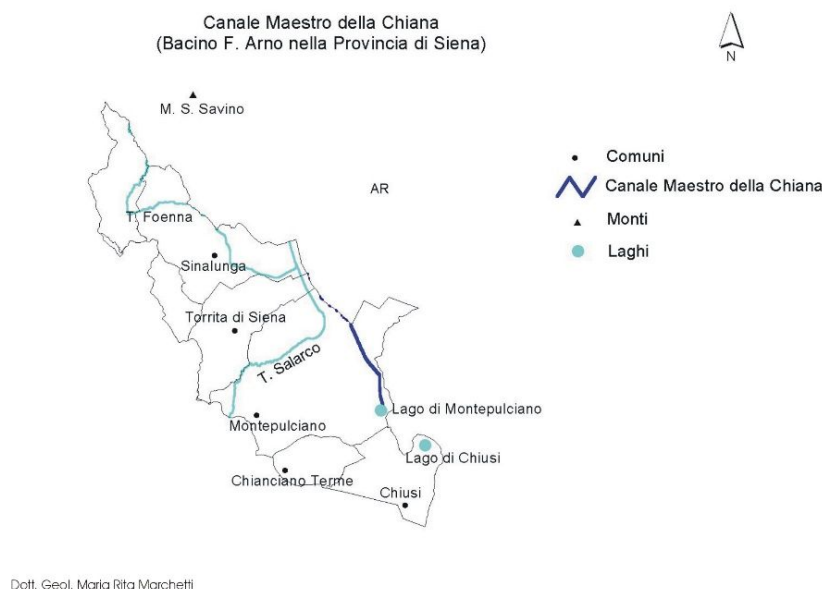 Canale Maestro della Chiana
(Bacino F. Arno nella Provincia di Siena)
N
M. S. Savino
AR
Comuni
Canale Maestro della Chiana
Monti
Laghi
T. Foenna
Sinalunga
Torrita di Siena
T. Salarco
Lago di Montepulciano
Montepulciano
Lago di Chiusi
Chianciano Terme
Chiusi
Dott. Geol. Maria Rita Marchetti